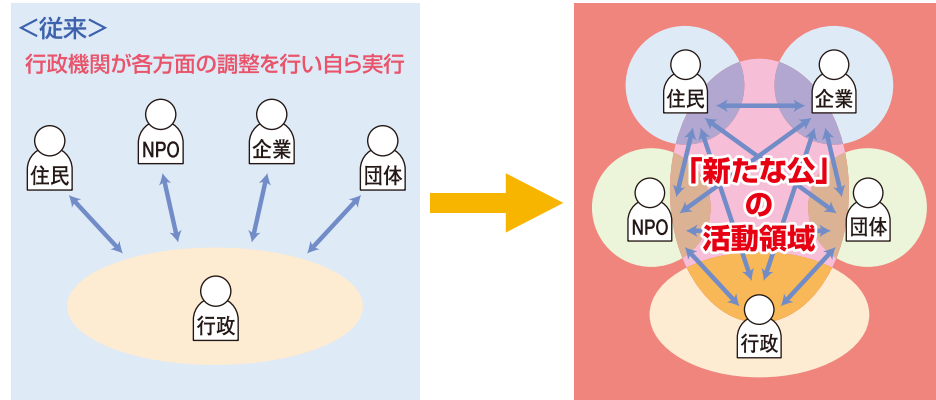 ＜従来＞
行政機関が各方面の調整を行い自ら実行
住民
NPO
企業
団体
行政
住民
企業
「新たな公」
の
活動領域
NPO
団体
行政